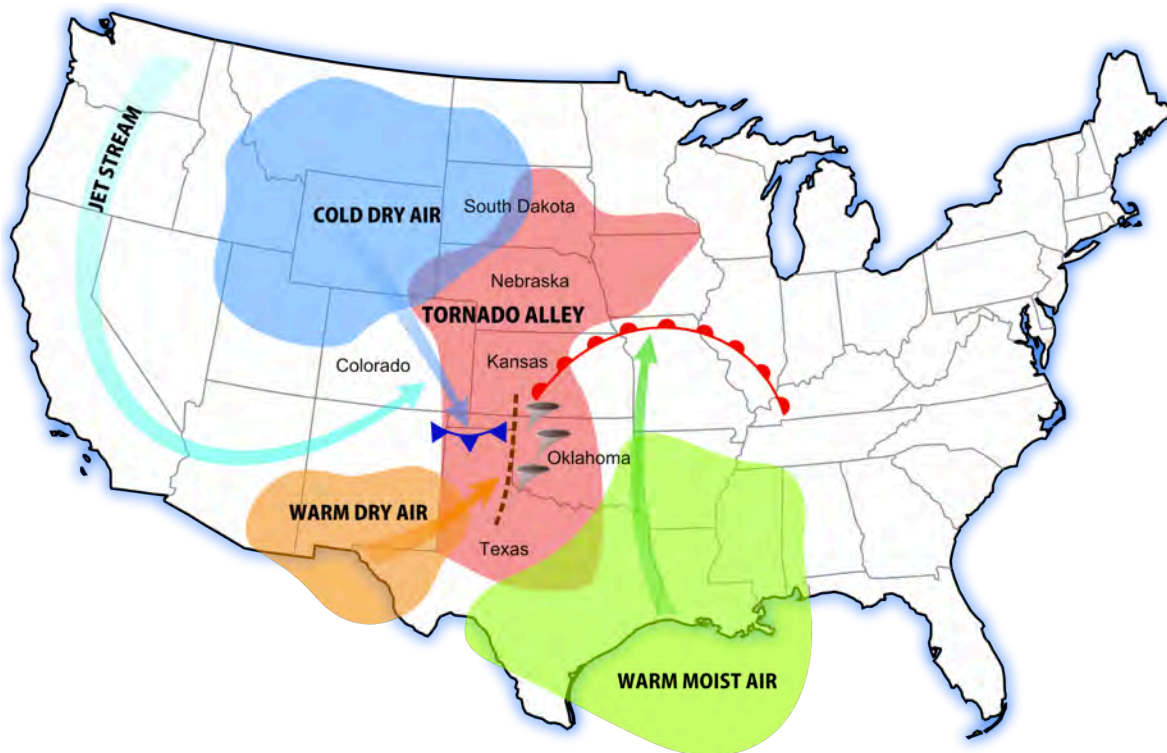 JET STREAM
COLD DRY AIR
South Dakota
Nebraska
TORNADO ALLEY
Colorado
Kansas
Oklahoma
WARM DRY AIR
Texas
WARM MOIST AIR